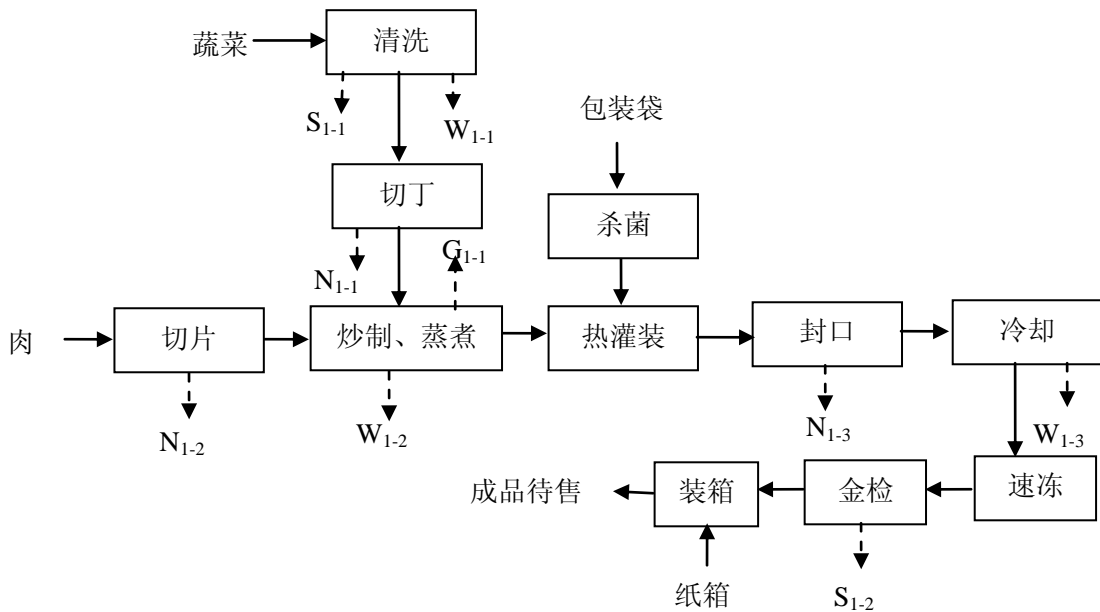 蔬菜
清洗
S1-1
W1-1
包装袋
切丁
杀菌
N1-1
G1-1
肉
切片
炒制、蒸煮
热灌装
封口
冷却
N1-2
W1-2
N1-3
W1-3
成品待售
装箱
金检
速冻
纸箱
S1-2